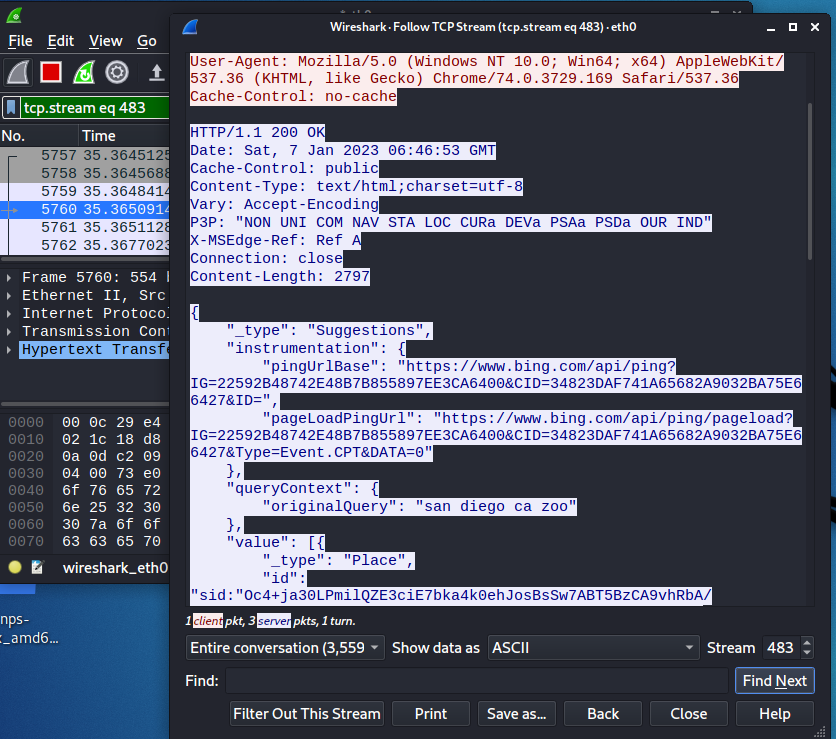 Wireshark · Follow TCP Stream (tcp.stream eq 483) · eth0
File Edit View Go
tcp.stream eq 483
No. Time
5757 35.3645125
5758 35.3645688
5759 35.3648414
5760 35.3650914
5761 35.3651128
5762 35.3677023
Frame 5760: 554 b
Ethernet II, Src
Internet Protoco
Transmission Cont
Hypertext Transfe
0000 00 0c 29 e4
0010 02 1c 18 d8
0020 0a 0d c2 09
0030 04 00 73 e0
0040 6f 76 65 72
0050 6e 25 32 30
0060 30 7a 6f 6f
0070 63 63 65 70
wireshark_eth0
nps-
x_amd6...
User-Agent: Mozilla/5.0 (Windows NT 10.0; Win64; x64) AppleWebKit/
537.36 (KHTML, like Gecko) Chrome/74.0.3729.169 Safari/537.36
Cache-Control: no-cache
HTTP/1.1 200 OK
Date: Sat, 7 Jan 2023 06:46:53 GMT
Cache-Control: public
Content-Type: text/html;charset=utf-8
Vary: Accept-Encoding
P3P: "NON UNI COM NAV STA LOC CURa DEVa PSAa PSDa OUR IND"
X-MSEdge-Ref: Ref A
Connection: close
Content-Length: 2797
{
"_type": "Suggestions",
"instrumentation": {
"pingUrlBase": "https://www.bing.com/api/ping?
IG=22592B48742E48B7B855897EE3CA6400&CID=34823DAF741A65682A9032BA75E6
6427&ID=",
"pageLoadPingUrl": "https://www.bing.com/api/ping/pageload?
IG=22592B48742E48B7B855897EE3CA6400&CID=34823DAF741A65682A9032BA75E6
6427&Type=Event.CPT&DATA=0"
},
"queryContext": {
"originalQuery": "san diego ca zoo"
},
"value": [{
"_type": "Place",
"id":
"sid:"Oc4+ja30LPmilQZE3ciE7bka4k0ehJosBsSw7ABT5BzCA9vhRbA/
1 client pkt, 3 server pkts, 1 turn.
Entire conversation (3,559 Show data as ASCII Stream 483
Find: Find Next
Filter Out This Stream Print Save as... Back Close Help